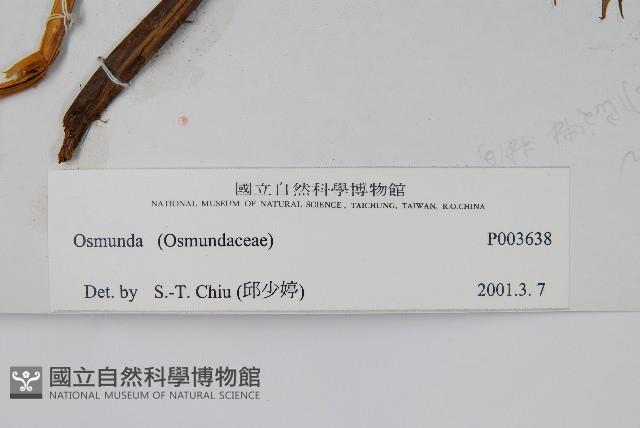 國立自然科學博物館
NATIONAL MUSEUM OF NATURAL SCIENCE, TAICHUNG, TAIWAN, R.O.CHINA
Osmunda (Osmundaceae) P003638
Det. by S.-T. Chiu (邱少婷) 2001.3.7
國立自然科學博物館
NATIONAL MUSEUM OF NATURAL SCIENCE